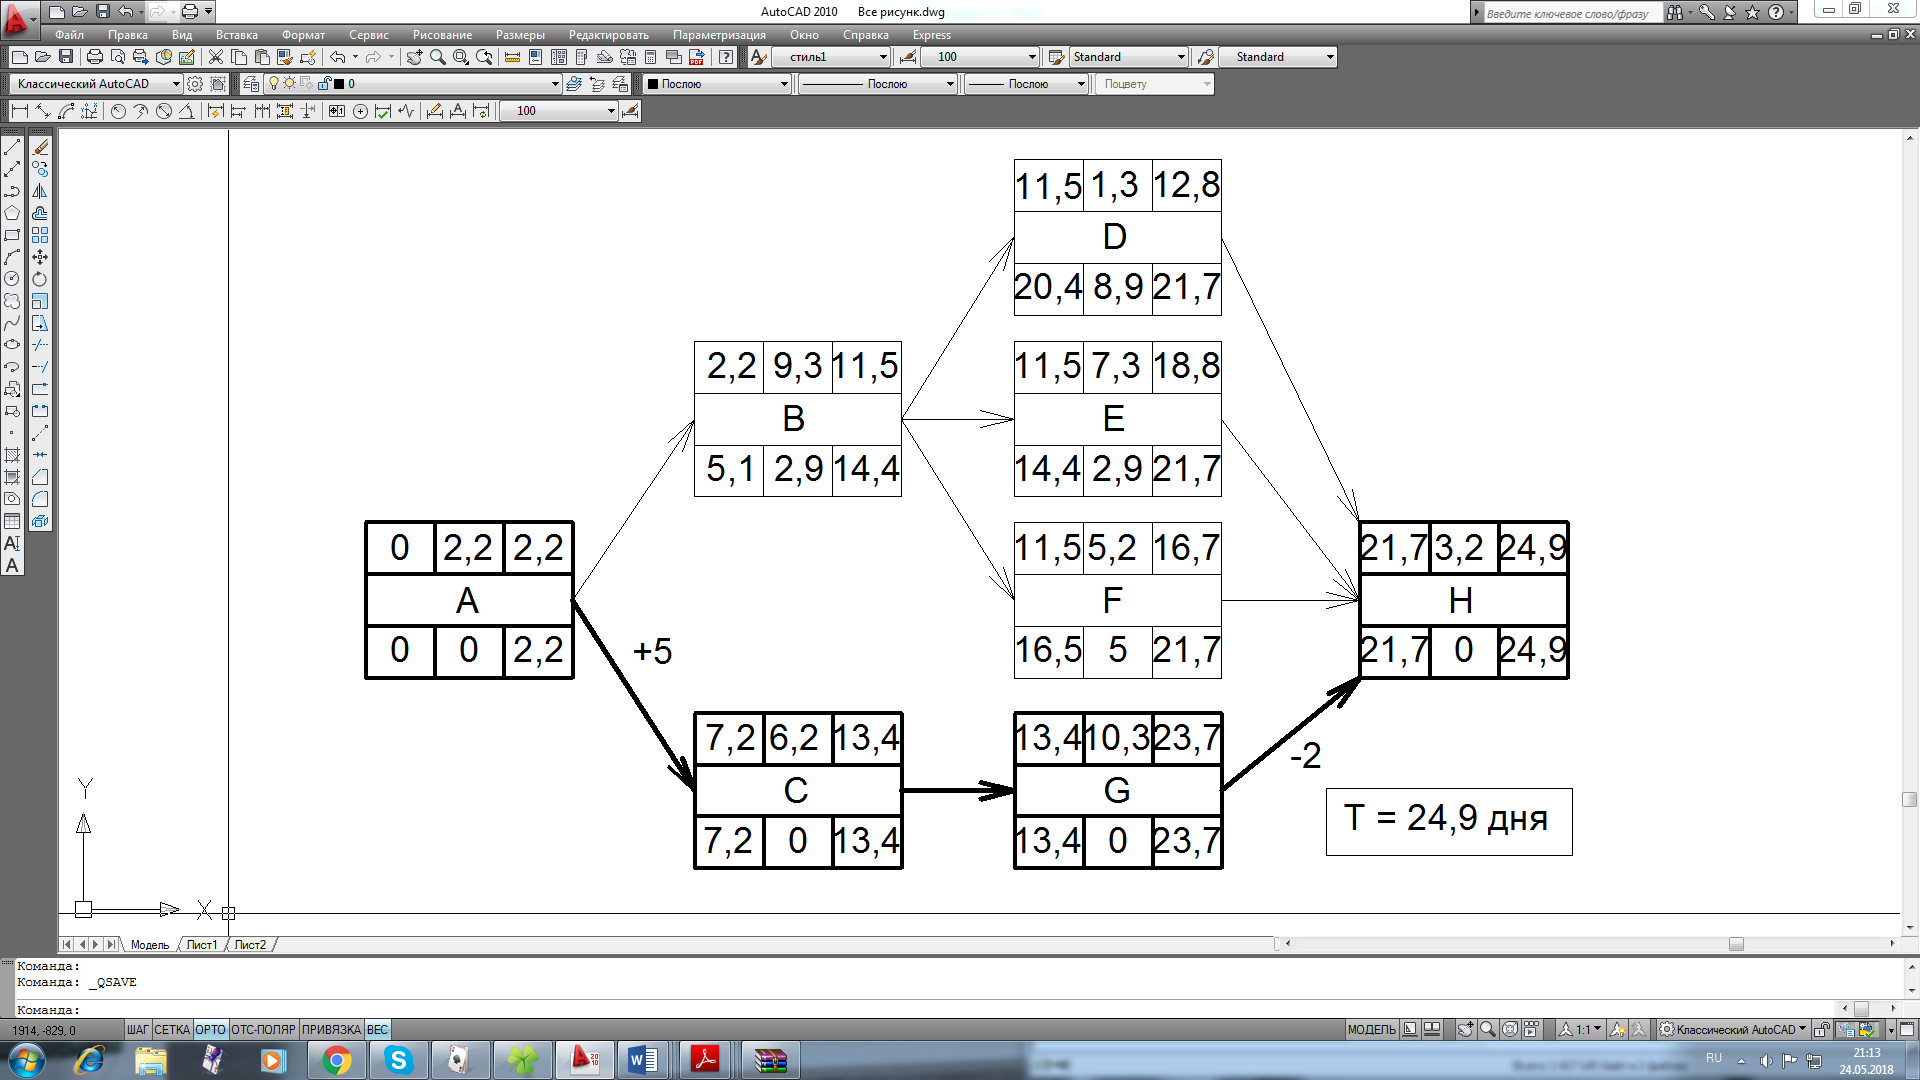 AutoCAD 2010 Все рисунк.dwg
Введите ключевое слово/фразу
Файл Правка Вид Вставка Формат Сервис Рисование Размеры Редактировать Параметризация Окно Справка Express
стиль1 100 Standard Standard
Классический AutoCAD 0 Послою Послою Послою Поцвету
100
11,5 1,3 12,8
D
20,4 8,9 21,7
2,2 9,3 11,5
B
5,1 2,9 14,4
11,5 7,3 18,8
E
14,4 2,9 21,7
0 2,2 2,2
A
0 0 2,2
11,5 5,2 16,7
F
16,5 5 21,7
21,7 3,2 24,9
H
21,7 0 24,9
+5
7,2 6,2 13,4
C
7,2 0 13,4
13,4 10,3 23,7
G
13,4 0 23,7
-2
T = 24,9 дня
Y
X
Модель Лист1 Лист2
Команда:
Команда: _QSAVE
Команда:
1914, -829, 0 ШАГ СЕТКА ОРТО ОТС-ПОЛЯР ПРИВЯЗКА ВЕС МОДЕЛЬ 1:1 Классический AutoCAD
RU 21:13
24.05.2018